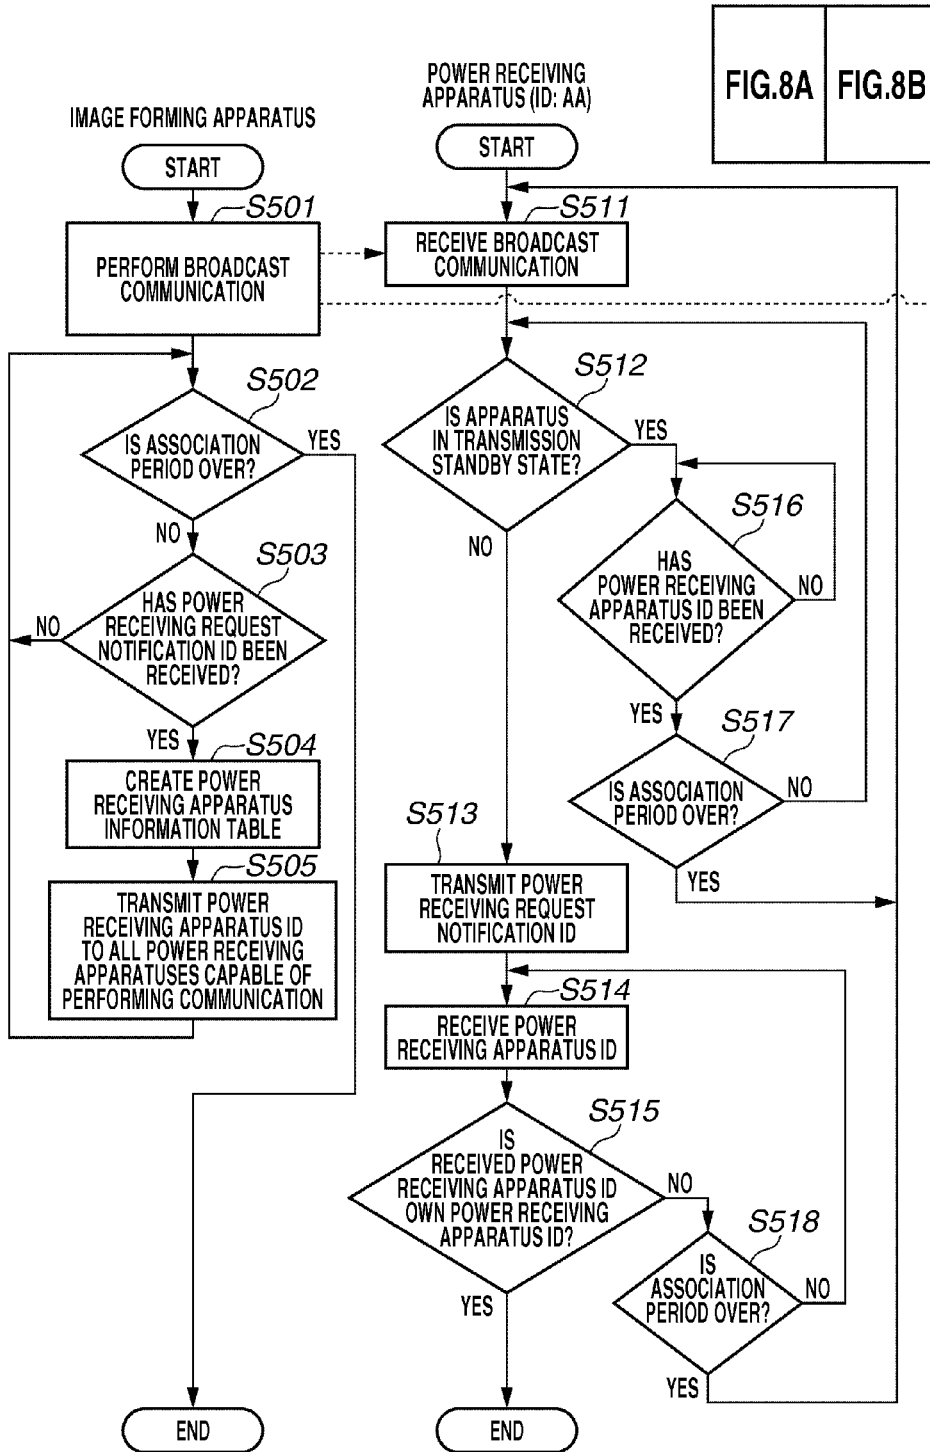 FIG.8A
FIG.8B
IMAGE FORMING APPARATUS
START
S501
PERFORM BROADCAST
COMMUNICATION
S502
IS ASSOCIATION
PERIOD OVER?
YES
NO
S503
HAS POWER
RECEIVING REQUEST
NOTIFICATION ID BEEN
RECEIVED?
NO
YES
S504
CREATE POWER
RECEIVING APPARATUS
INFORMATION TABLE
S505
TRANSMIT POWER
RECEIVING APPARATUS ID
TO ALL POWER RECEIVING
APPARATUSES CAPABLE OF
PERFORMING COMMUNICATION
END
POWER RECEIVING
APPARATUS (ID: AA)
START
S511
RECEIVE BROADCAST
COMMUNICATION
S512
IS APPARATUS
IN TRANSMISSION
STANDBY STATE?
YES
NO
S516
HAS
POWER RECEIVING
APPARATUS ID BEEN
RECEIVED?
NO
YES
S517
IS ASSOCIATION
PERIOD OVER?
NO
YES
S513
TRANSMIT POWER
RECEIVING REQUEST
NOTIFICATION ID
S514
RECEIVE POWER
RECEIVING APPARATUS ID
S515
IS
RECEIVED POWER
RECEIVING APPARATUS ID
OWN POWER RECEIVING
APPARATUS ID?
NO
YES
S518
IS
ASSOCIATION
PERIOD OVER?
NO
YES
END